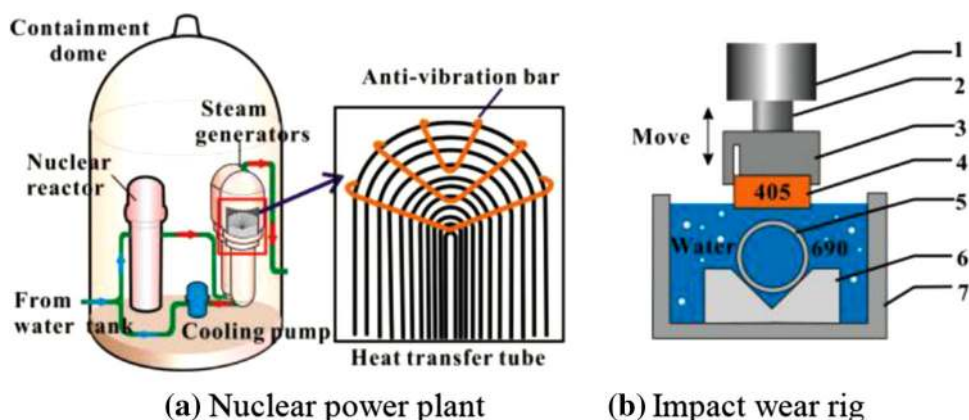 Containment
dome
Steam
generators
Nuclear
reactor
From
water tank
Cooling pump
Anti-vibration bar
Heat transfer tube
(a) Nuclear power plant
Move
405
Water
690
1
2
3
4
5
6
7
(b) Impact wear rig